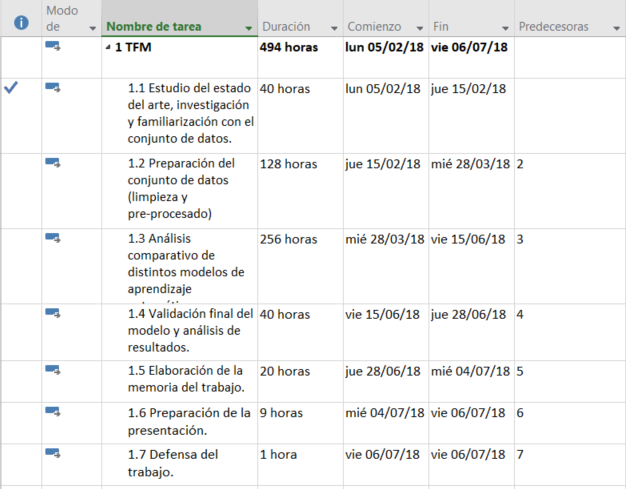 Modo
de
Nombre de tarea
Duración
Comienzo
Fin
Predecesoras
1 TFM
494 horas
lun 05/02/18
vie 06/07/18
1.1 Estudio del estado
del arte, investigación
y familiarización con el
conjunto de datos.
40 horas
lun 05/02/18
jue 15/02/18
1.2 Preparación del
conjunto de datos
(limpieza y
pre-procesado)
128 horas
jue 15/02/18
mié 28/03/18
2
1.3 Análisis
comparativo de
distintos modelos de
aprendizaje
256 horas
mié 28/03/18
vie 15/06/18
3
1.4 Validación final del
modelo y análisis de
resultados.
40 horas
vie 15/06/18
jue 28/06/18
4
1.5 Elaboración de la
memoria del trabajo.
20 horas
jue 28/06/18
mié 04/07/18
5
1.6 Preparación de la
presentación.
9 horas
mié 04/07/18
vie 06/07/18
6
1.7 Defensa del
trabajo.
1 hora
vie 06/07/18
vie 06/07/18
7